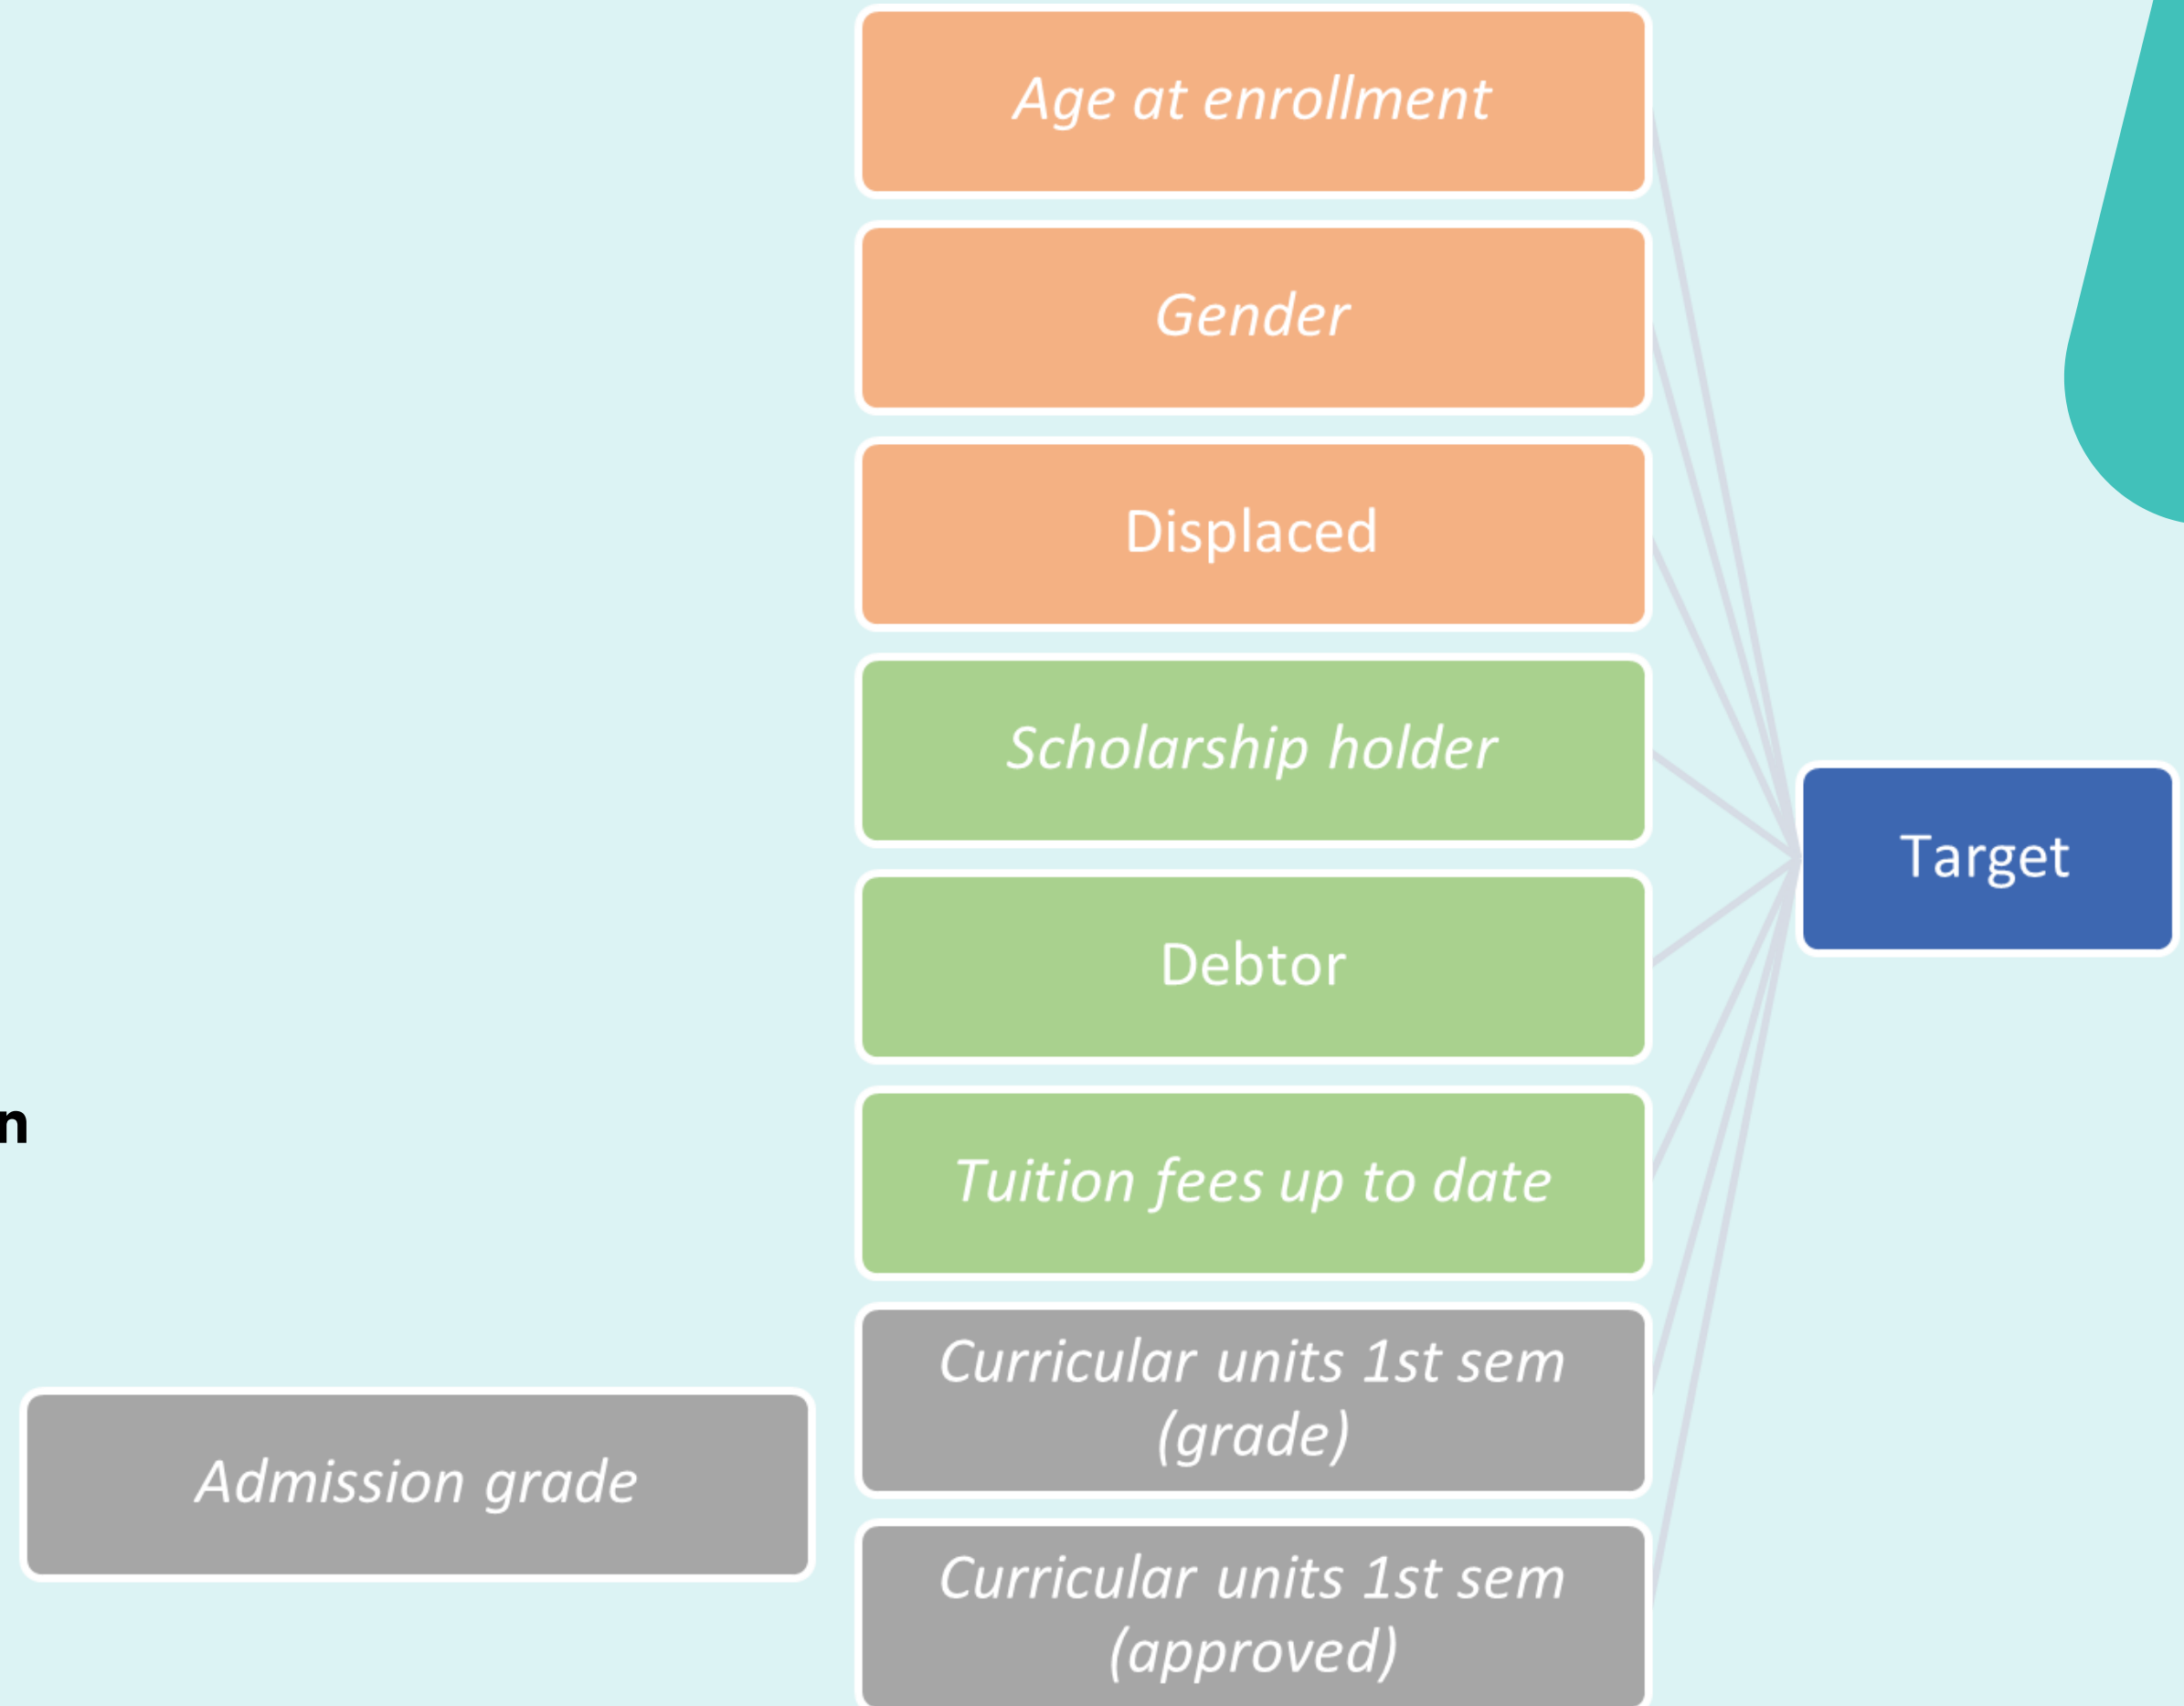 Age at enrollment
Gender
Displaced
Scholarship holder
Debtor
Target
n
Tuition fees up to date
Curricular units 1st sem
(grade)
Admission grade
Curricular units 1st sem
(approved)